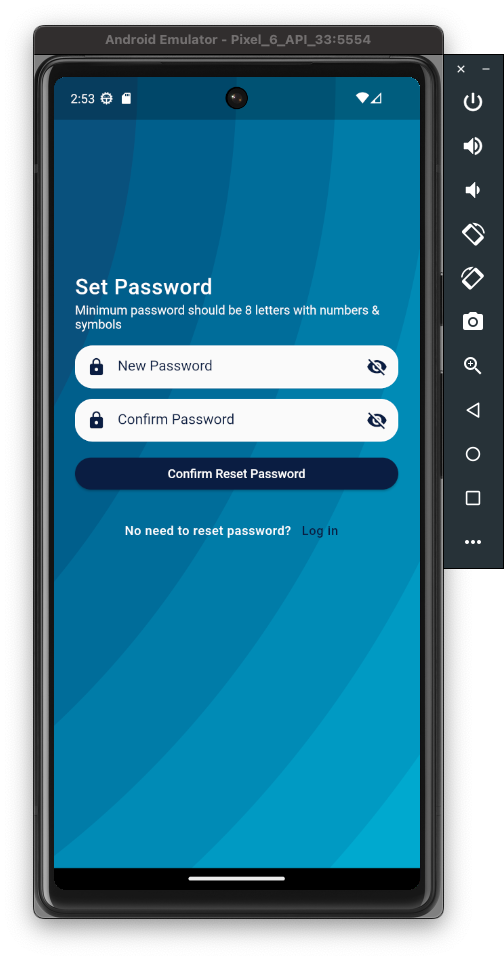 Android Emulator - Pixel_6_API_33:5554
2:53
Set Password
Minimum password should be 8 letters with numbers &
symbols
New Password
Confirm Password
Confirm Reset Password
No need to reset password? Log in